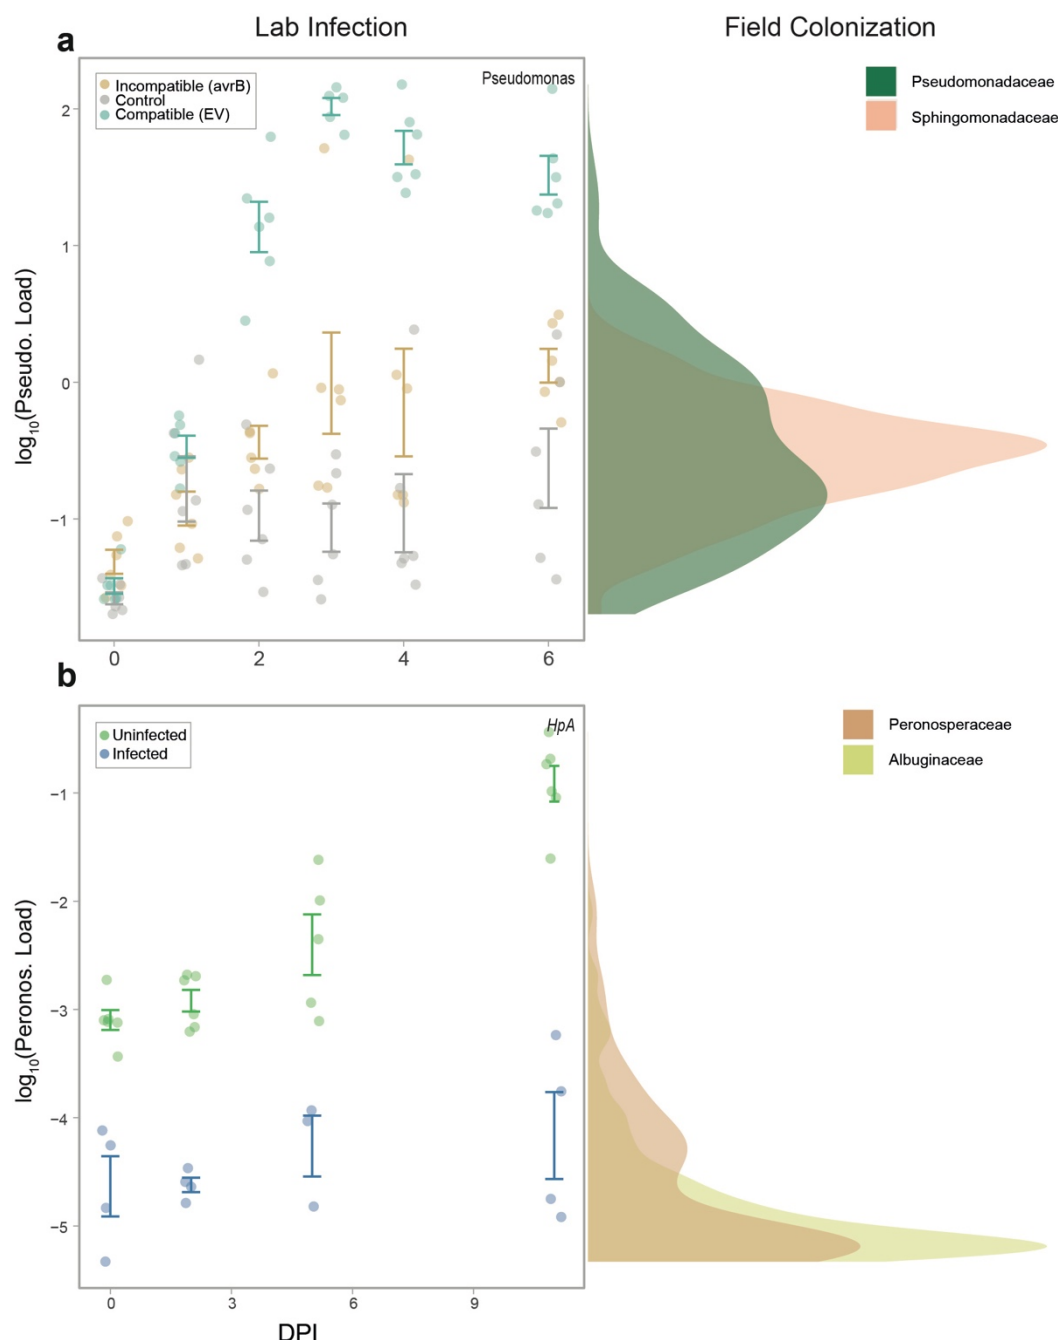 Lab Infection
Field Colonization
a
Pseudomonas
Incompatible (avrB)
Control
Compatible (EV)
Pseudomonadaceae
Sphingomonadaceae
log10(Pseudo. Load)
2
1
0
−1
0
2
4
6
b
HpA
Uninfected
Infected
Peronosperaceae
Albuginaceae
log10(Peronos. Load)
−1
−2
−3
−4
−5
0
3
6
9
DPI